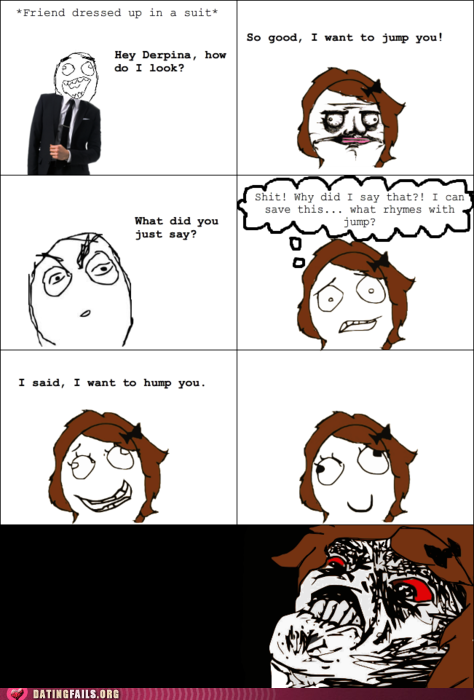 *Friend dressed up in a suit*
Hey Derpina, how
do I look?
So good, I want to jump you!
What did you
just say?
Shit! Why did I say that?! I can
save this... what rhymes with
jump?
I said, I want to hump you.
DATINGFAILS.ORG